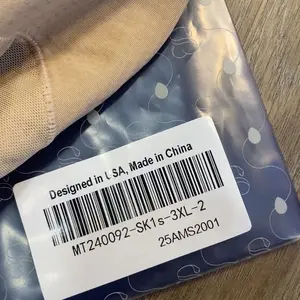 Designed in USA, Made in China
MT240092-SK1s-3XL-2
25AMS2001